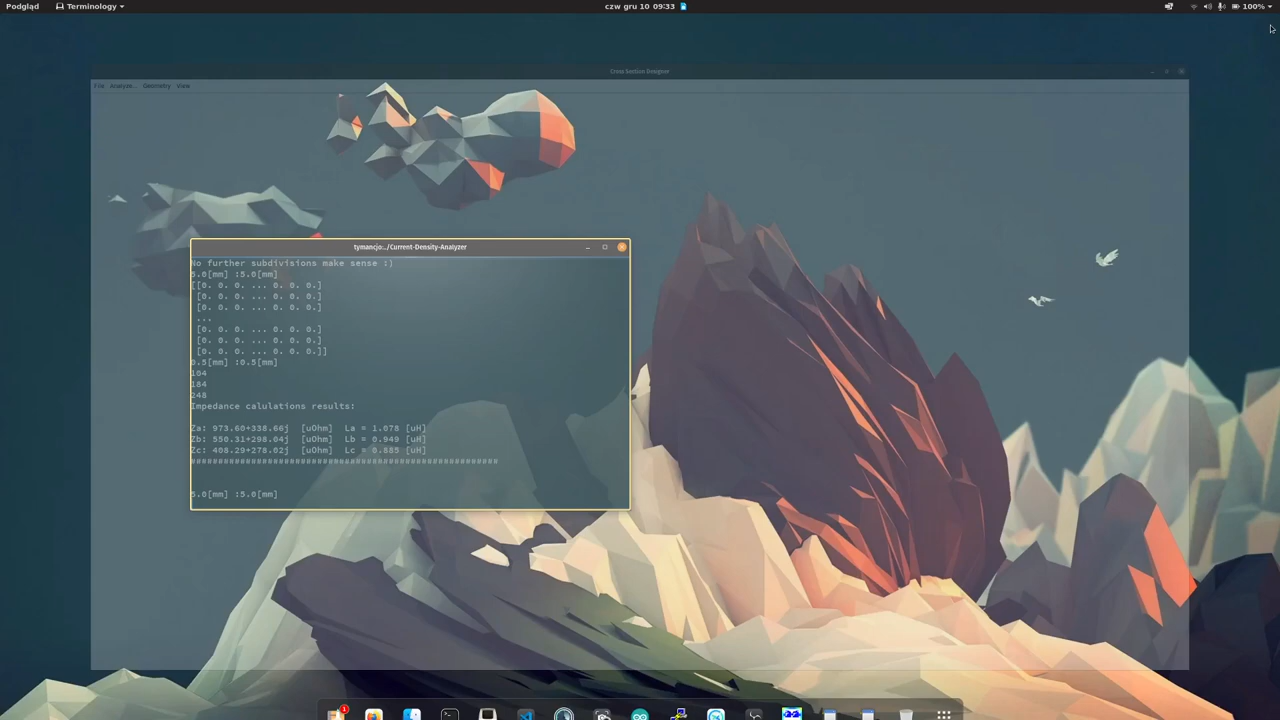 Podgląd
Terminology
czw gru 10 09:33
100%
Cross Section Designer
File Analyze... Geometry View
tymancjo:../Current-Density-Analyzer
No further subdivisions make sense :)
5.0[mm] :5.0[mm]
[[0. 0. 0. ... 0. 0. 0.]
[0. 0. 0. ... 0. 0. 0.]
[0. 0. 0. ... 0. 0. 0.]
...
[0. 0. 0. ... 0. 0. 0.]
[0. 0. 0. ... 0. 0. 0.]
[0. 0. 0. ... 0. 0. 0.]]
0.5[mm] :0.5[mm]
104
184
248
Impedance calulations results:
Za: 973.60+338.66j [uOhm] La = 1.078 [uH]
Zb: 550.31+298.04j [uOhm] Lb = 0.949 [uH]
Zc: 408.29+278.02j [uOhm] Lc = 0.885 [uH]
########################################################
5.0[mm] :5.0[mm]
1